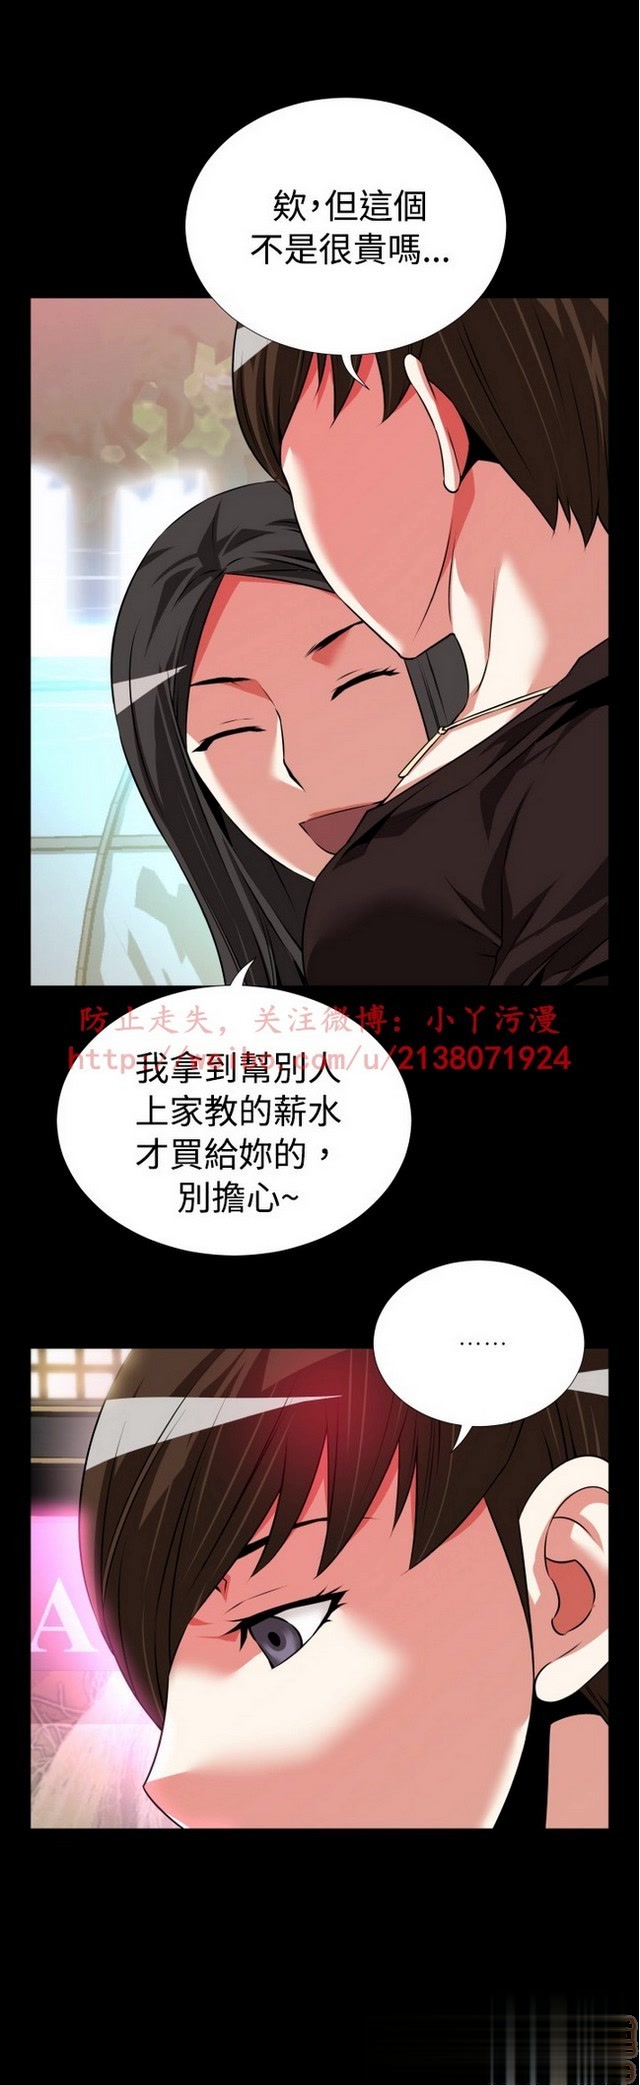 欸，但這個
不是很貴嗎…
防止走失，关注微博：小丫污漫
http://weibo.com/u/2138071924
我拿到幫別人
上家教的薪水
才買給妳的，
別擔心~
……
A